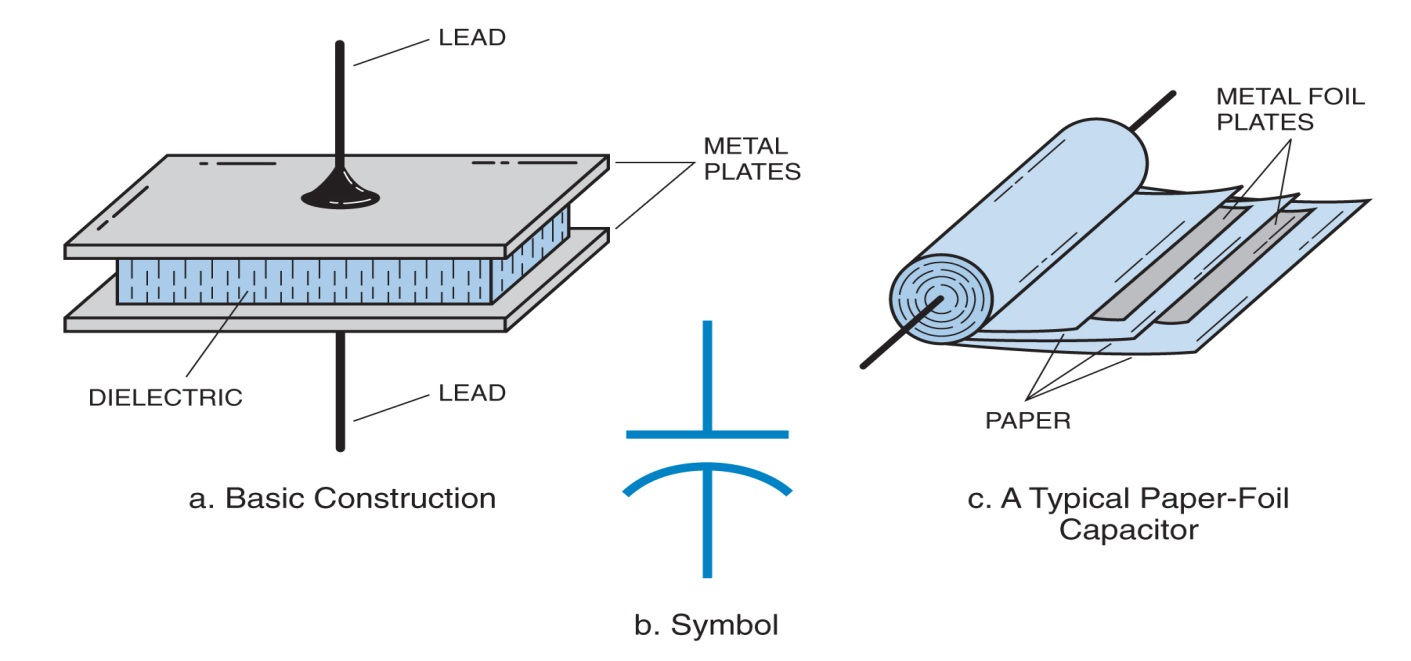 LEAD
METAL
PLATES
DIELECTRIC
LEAD
a. Basic Construction
b. Symbol
METAL FOIL
PLATES
PAPER
c. A Typical Paper-Foil
Capacitor